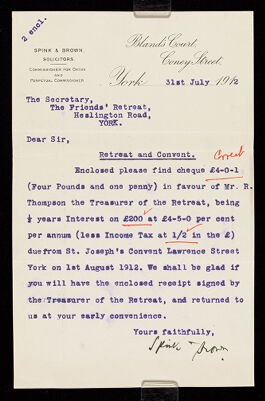 2 encl.
SPINK & BROWN,
SOLICITORS.
COMMISSIONER FOR OATHS
AND
PERPETUAL COMMISSIONER.
Blands Court,
Coney Street,
York 31st July 1912
The Secretary,
The Friends' Retreat,
Heslington Road,
YORK.
Dear Sir,
Retreat and Convent.
Correct
Enclosed please find cheque £4-0-1
(Four Pounds and one penny) in favour of Mr. R.
Thompson the Treasurer of the Retreat, being
½ years Interest on £200 at £4-5-0 per cent
per annum (less Income Tax at 1/2 in the £)
due from St. Joseph's Convent Lawrence Street
York on 1st August 1912. We shall be glad if
you will have the enclosed receipt signed by
the Treasurer of the Retreat, and returned to
us at your early convenience.
Yours faithfully,
Spink & Brown